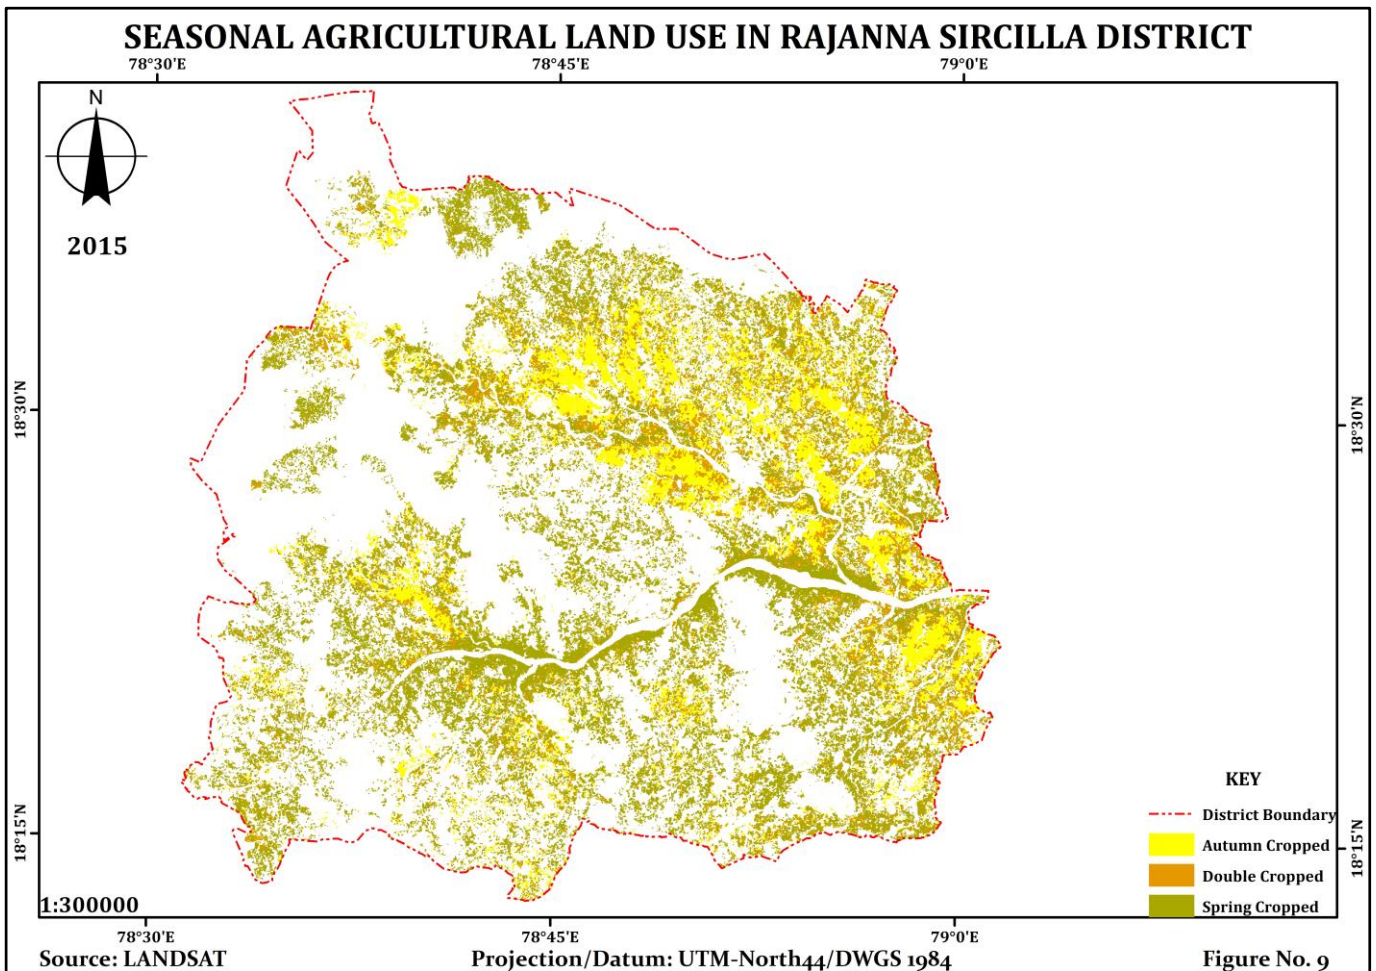 SEASONAL AGRICULTURAL LAND USE IN RAJANNA SIRCILLA DISTRICT
78°30'E 78°45'E 79°0'E
N
2015
18°30'N 18°30'N
KEY
District Boundary
Autumn Cropped
Double Cropped
Spring Cropped
18°15'N 18°15'N
1:300000
78°30'E 78°45'E 79°0'E
Source: LANDSAT Projection/Datum: UTM-North44/DWGS 1984 Figure No. 9